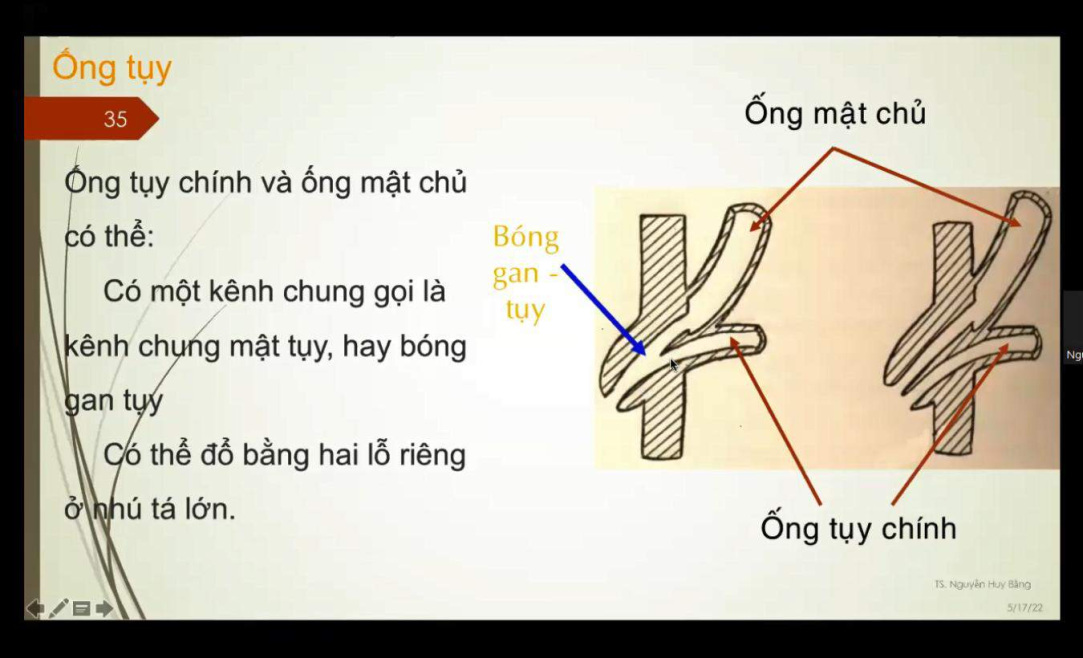 Ống tụy
35
Ống tụy chính và ống mật chủ
có thể:
Có một kênh chung gọi là
kênh chung mật tụy, hay bóng
gan tụy
Có thể đổ bằng hai lỗ riêng
ở nhú tá lớn.
Bóng
gan -
tụy
Ống mật chủ
Ống tụy chính
TS. Nguyễn Huy Bằng
5/17/22